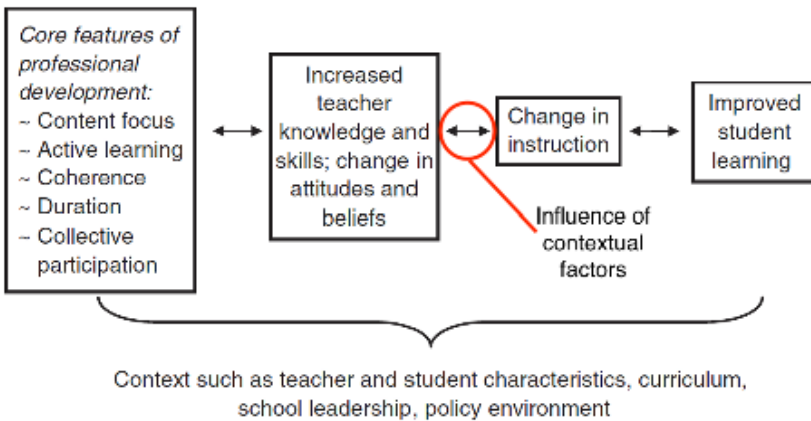 Core features of
professional
development:
~ Content focus
~ Active learning
~ Coherence
~ Duration
~ Collective
participation
Increased
teacher
knowledge and
skills; change in
attitudes and
beliefs
Change in
instruction
Improved
student
learning
Influence of
contextual
factors
Context such as teacher and student characteristics, curriculum,
school leadership, policy environment